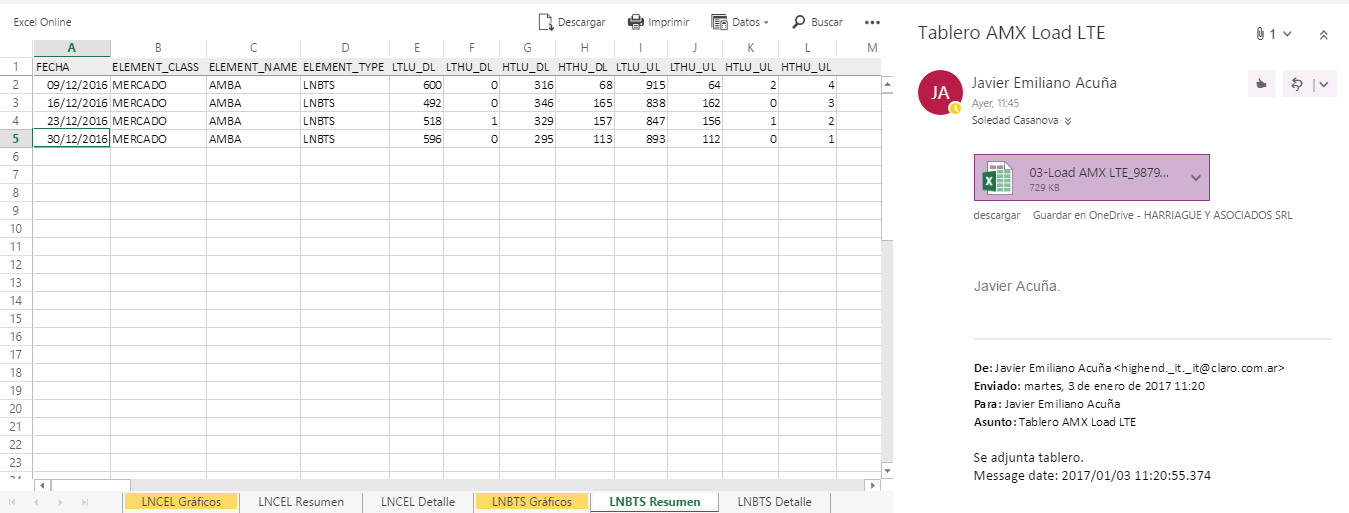 Excel Online
Descargar Imprimir Datos Buscar
A B C D E F G H I J K L M
1 FECHA ELEMENT_CLASS ELEMENT_NAME ELEMENT_TYPE LTLU_DL LTHU_DL HTLU_DL HTHU_DL LTLU_UL LTHU_UL HTLU_UL HTHU_UL
2 09/12/2016 MERCADO AMBA LNBTS 600 0 316 68 915 64 2 4
3 16/12/2016 MERCADO AMBA LNBTS 492 0 346 165 838 162 0 3
4 23/12/2016 MERCADO AMBA LNBTS 518 1 329 157 847 156 1 2
5 30/12/2016 MERCADO AMBA LNBTS 596 0 295 113 893 112 0 1
6
7
8
9
10
11
12
13
14
15
16
17
18
19
20
21
22
23
24
LNCEL Gráficos LNCEL Resumen LNCEL Detalle LNBTS Gráficos LNBTS Resumen LNBTS Detalle
Tablero AMX Load LTE
1
JA
Javier Emiliano Acuña
Ayer, 11:45
Soledad Casanova
03-Load AMX LTE_9879...
729 KB
descargar Guardar en OneDrive - HARRIAGUE Y ASOCIADOS SRL
Javier Acuña.
De: Javier Emiliano Acuña <highend._it._it@claro.com.ar>
Enviado: martes, 3 de enero de 2017 11:20
Para: Javier Emiliano Acuña
Asunto: Tablero AMX Load LTE
Se adjunta tablero.
Message date: 2017/01/03 11:20:55.374